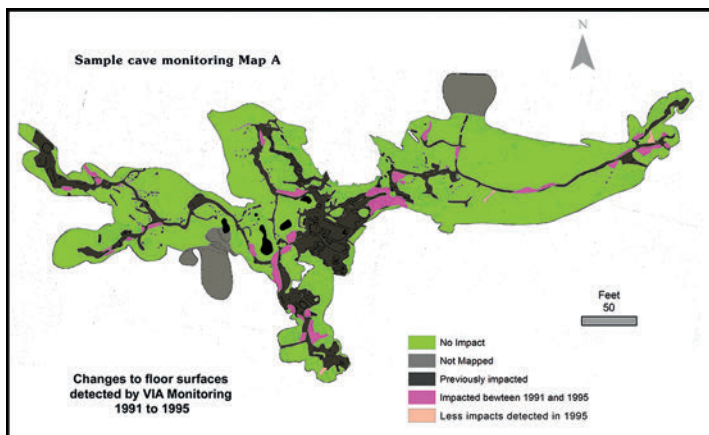 N
Sample cave monitoring Map A
Feet
50
No Impact
Not Mapped
Previously impacted
Impacted bewteen 1991 and 1995
Less impacts detected in 1995
Changes to floor surfaces
detected by VIA Monitoring
1991 to 1995